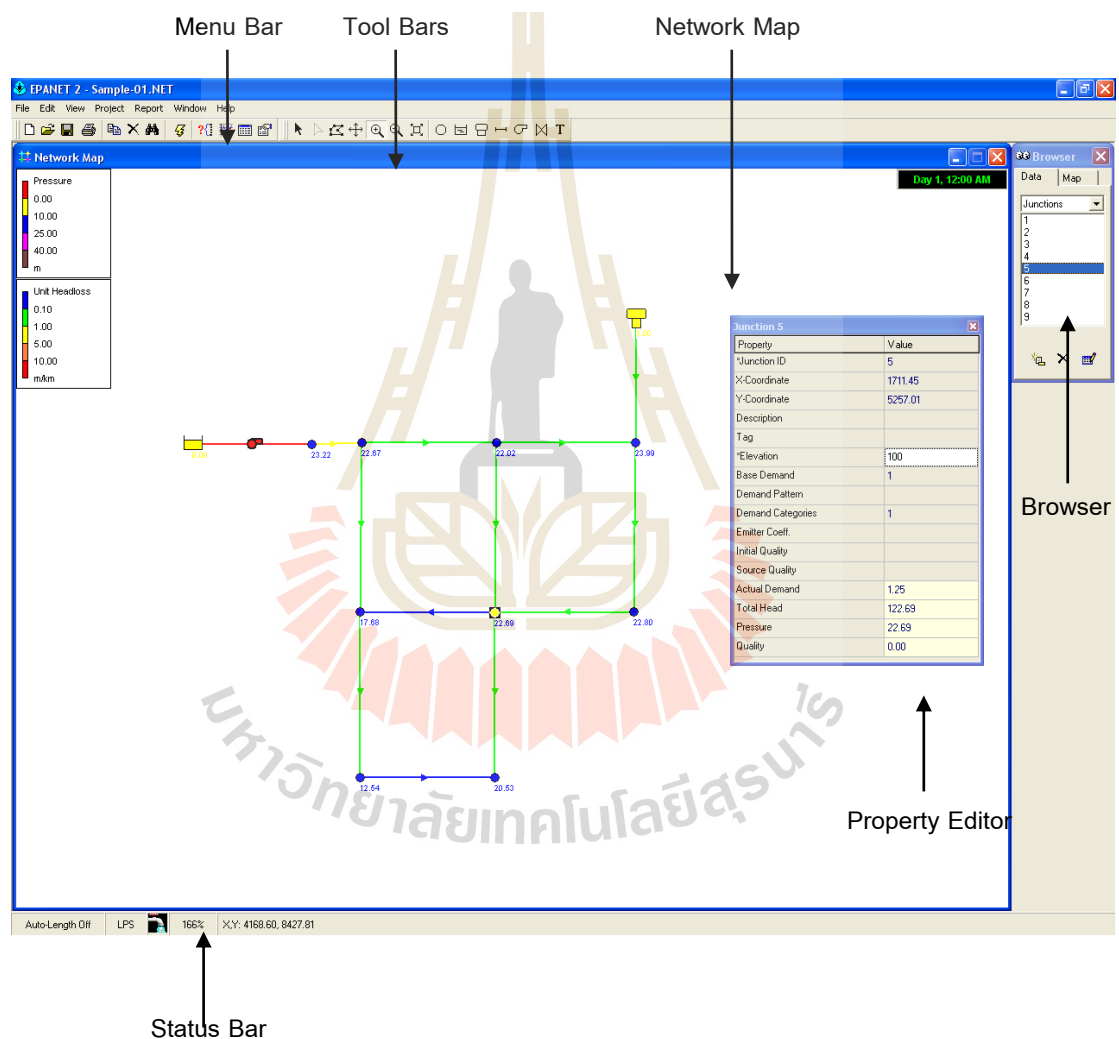 Menu Bar Tool Bars Network Map
EPANET 2 - Sample-01.NET
File Edit View Project Report Window Help
Network Map
Day 1, 12:00 AM
Pressure
0.00
10.00
25.00
40.00
m
Unit Headloss
0.10
1.00
5.00
10.00
m/km
Browser
Data Map
Junctions
1
2
3
4
5
6
7
8
9
Browser
0.00
23.22
22.67
22.02
23.99
17.68
22.69
22.80
12.54
20.53
Junction 5
Property Value
*Junction ID 5
X-Coordinate 1711.45
Y-Coordinate 5257.01
Description
Tag
*Elevation 100
Base Demand 1
Demand Pattern
Demand Categories 1
Emitter Coeff.
Initial Quality
Source Quality
Actual Demand 1.25
Total Head 122.69
Pressure 22.69
Quality 0.00
Property Editor
มหาวิทยาลัยเทคโนโลยีสุรนารี
Auto-Length Off LPS 166% X,Y: 4168.60, 8427.81
Status Bar